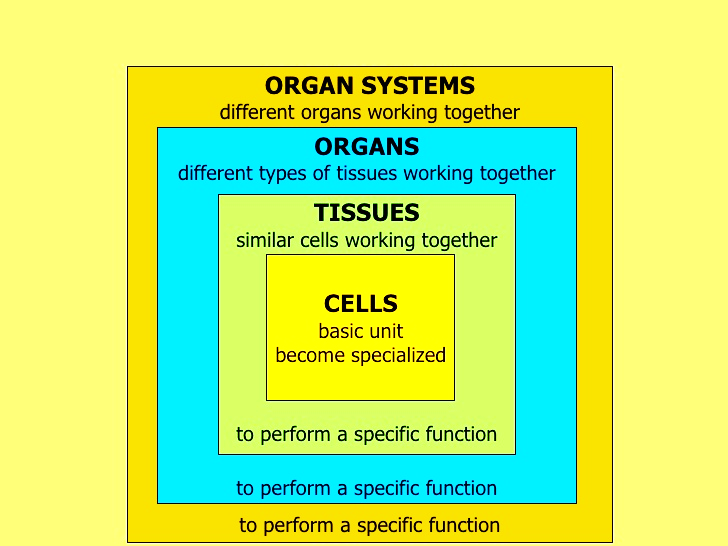 ORGAN SYSTEMS
different organs working together
ORGANS
different types of tissues working together
TISSUES
similar cells working together
CELLS
basic unit
become specialized
to perform a specific function
to perform a specific function
to perform a specific function